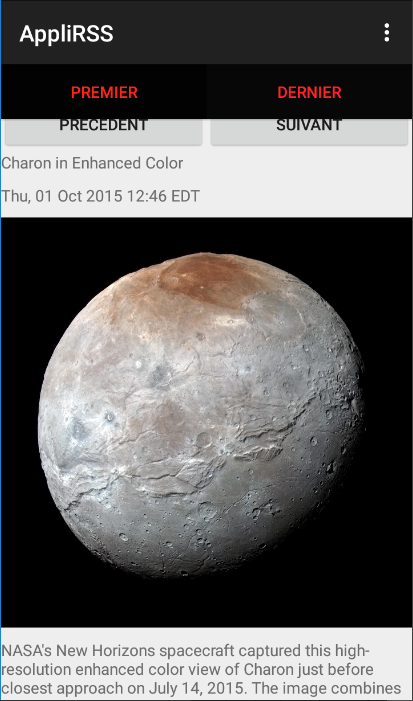 AppliRSS
PREMIER DERNIER
PRECEDENT SUIVANT
Charon in Enhanced Color
Thu, 01 Oct 2015 12:46 EDT
NASA's New Horizons spacecraft captured this high-
resolution enhanced color view of Charon just before
closest approach on July 14, 2015. The image combines